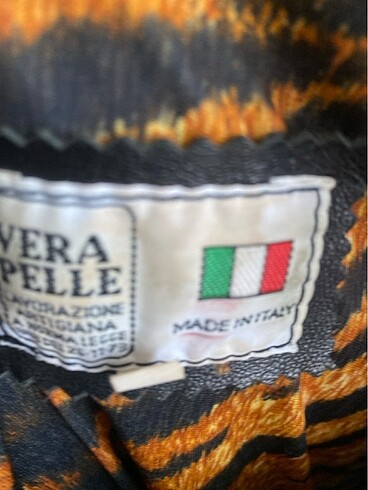 VERA
PELLE
LAVORAZIONE
ARTIGIANA
MADE IN ITALY